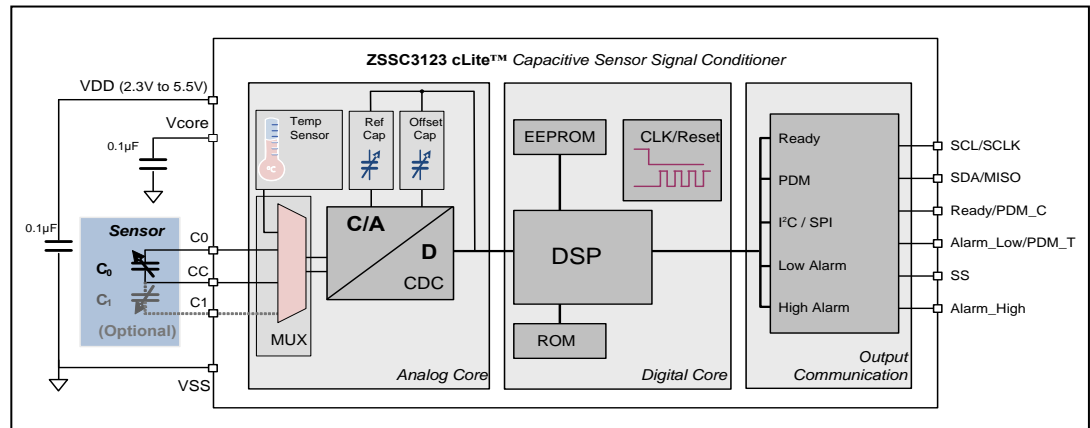 ZSSC3123 cLite™ Capacitive Sensor Signal Conditioner
VDD (2.3V to 5.5V)
Vcore
0.1µF
0.1µF
Sensor
C0
C1
(Optional)
C0
CC
C1
VSS
Temp
Sensor
°C
Ref
Cap
Offset
Cap
C/A
D
CDC
MUX
Analog Core
EEPROM
CLK/Reset
DSP
ROM
Digital Core
Ready
PDM
I²C / SPI
Low Alarm
High Alarm
Output
Communication
SCL/SCLK
SDA/MISO
Ready/PDM_C
Alarm_Low/PDM_T
SS
Alarm_High